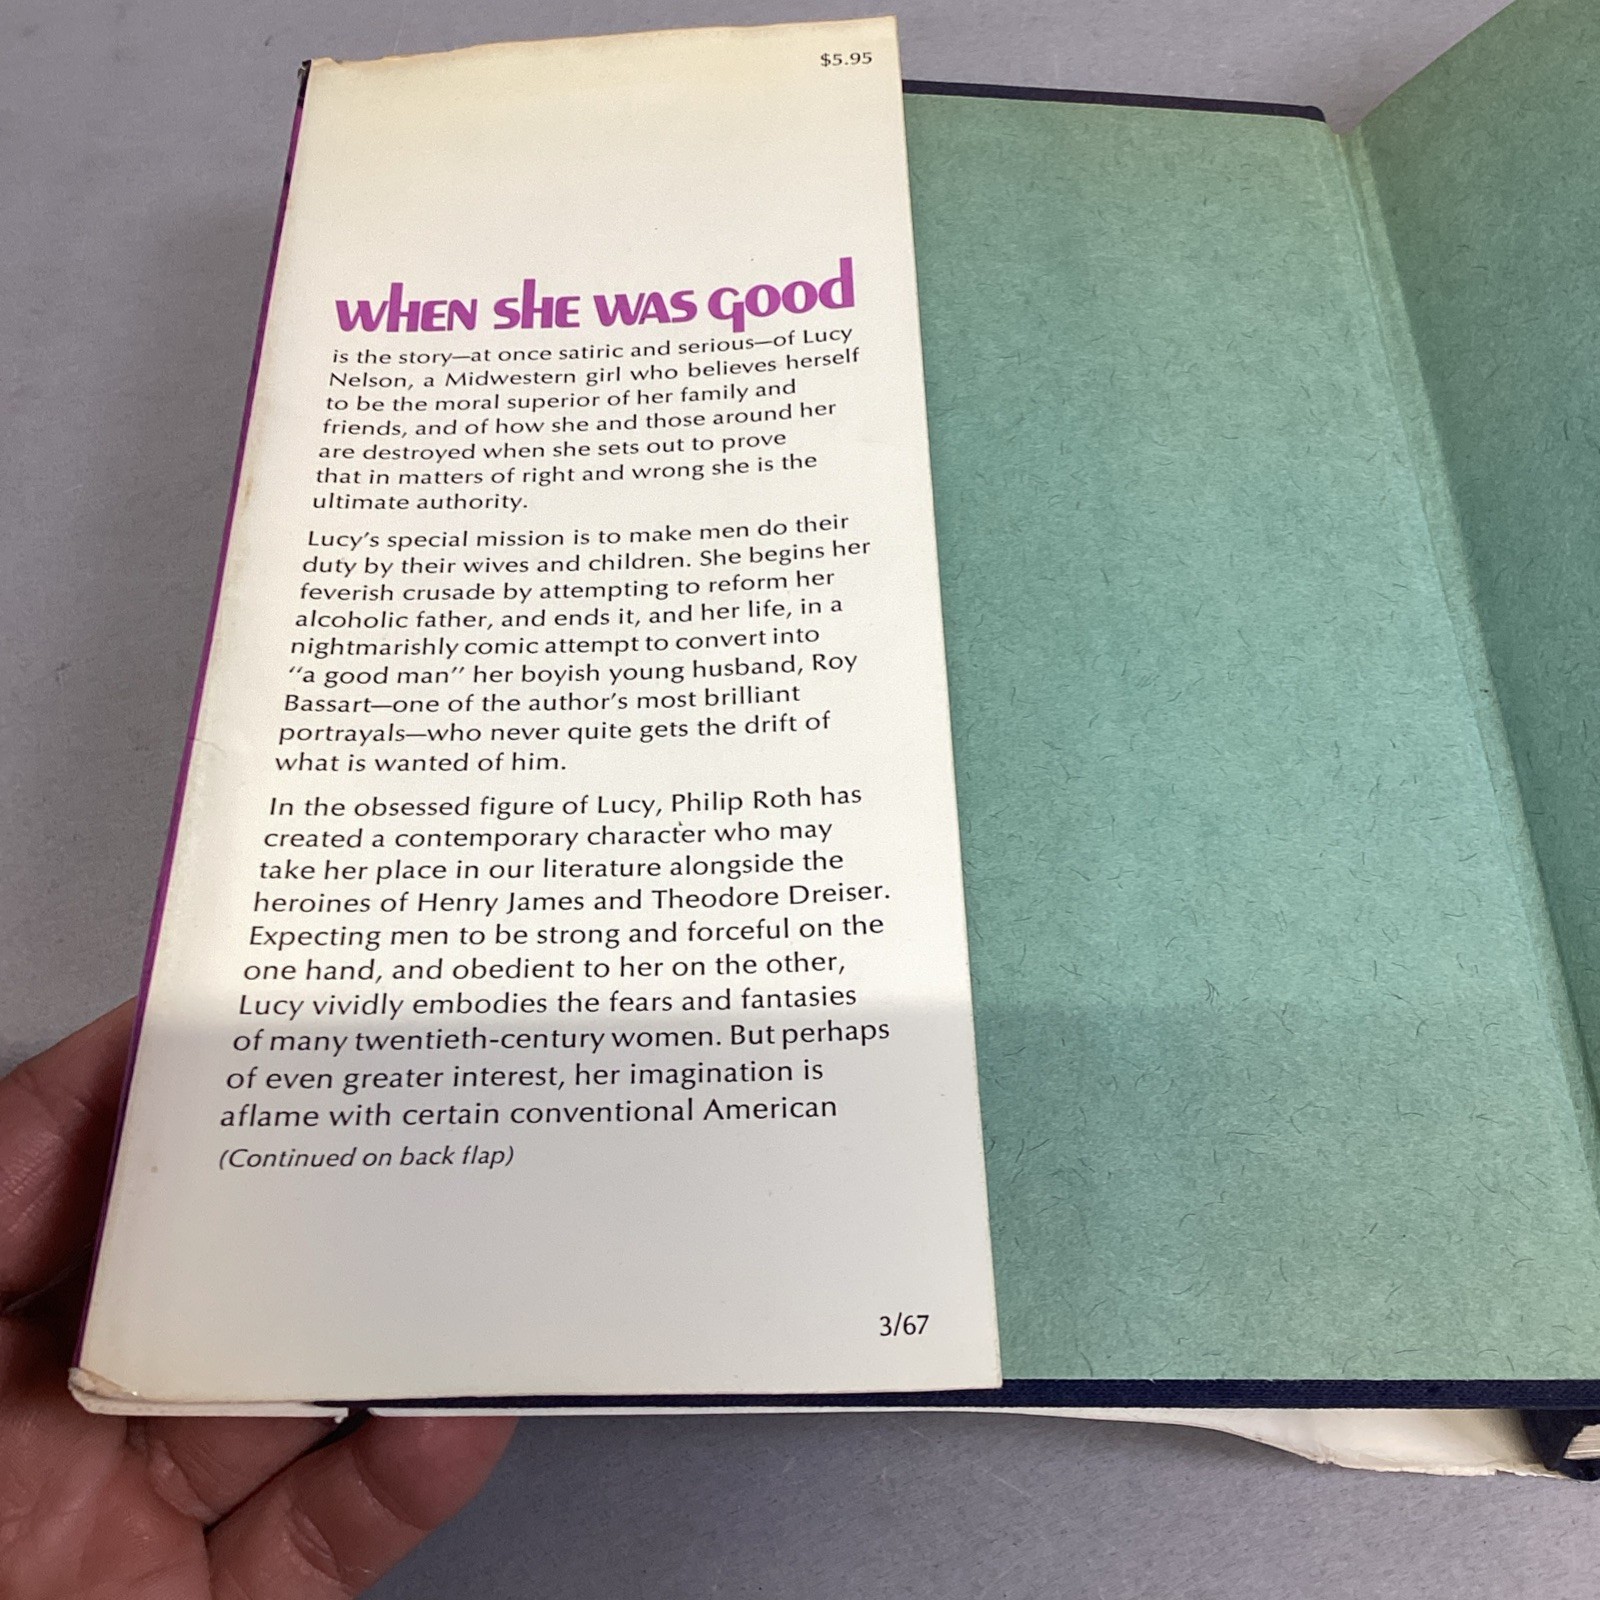 $5.95
WHEN SHE WAS GOOD
is the story—at once satiric and serious—of Lucy
Nelson, a Midwestern girl who believes herself
to be the moral superior of her family and
friends, and of how she and those around her
are destroyed when she sets out to prove
that in matters of right and wrong she is the
ultimate authority.
Lucy's special mission is to make men do their
duty by their wives and children. She begins her
feverish crusade by attempting to reform her
alcoholic father, and ends it, and her life, in a
nightmarishly comic attempt to convert into
“a good man” her boyish young husband, Roy
Bassart—one of the author's most brilliant
portrayals—who never quite gets the drift of
what is wanted of him.
In the obsessed figure of Lucy, Philip Roth has
created a contemporary character who may
take her place in our literature alongside the
heroines of Henry James and Theodore Dreiser.
Expecting men to be strong and forceful on the
one hand, and obedient to her on the other,
Lucy vividly embodies the fears and fantasies
of many twentieth-century women. But perhaps
of even greater interest, her imagination is
aflame with certain conventional American
(Continued on back flap)
3/67